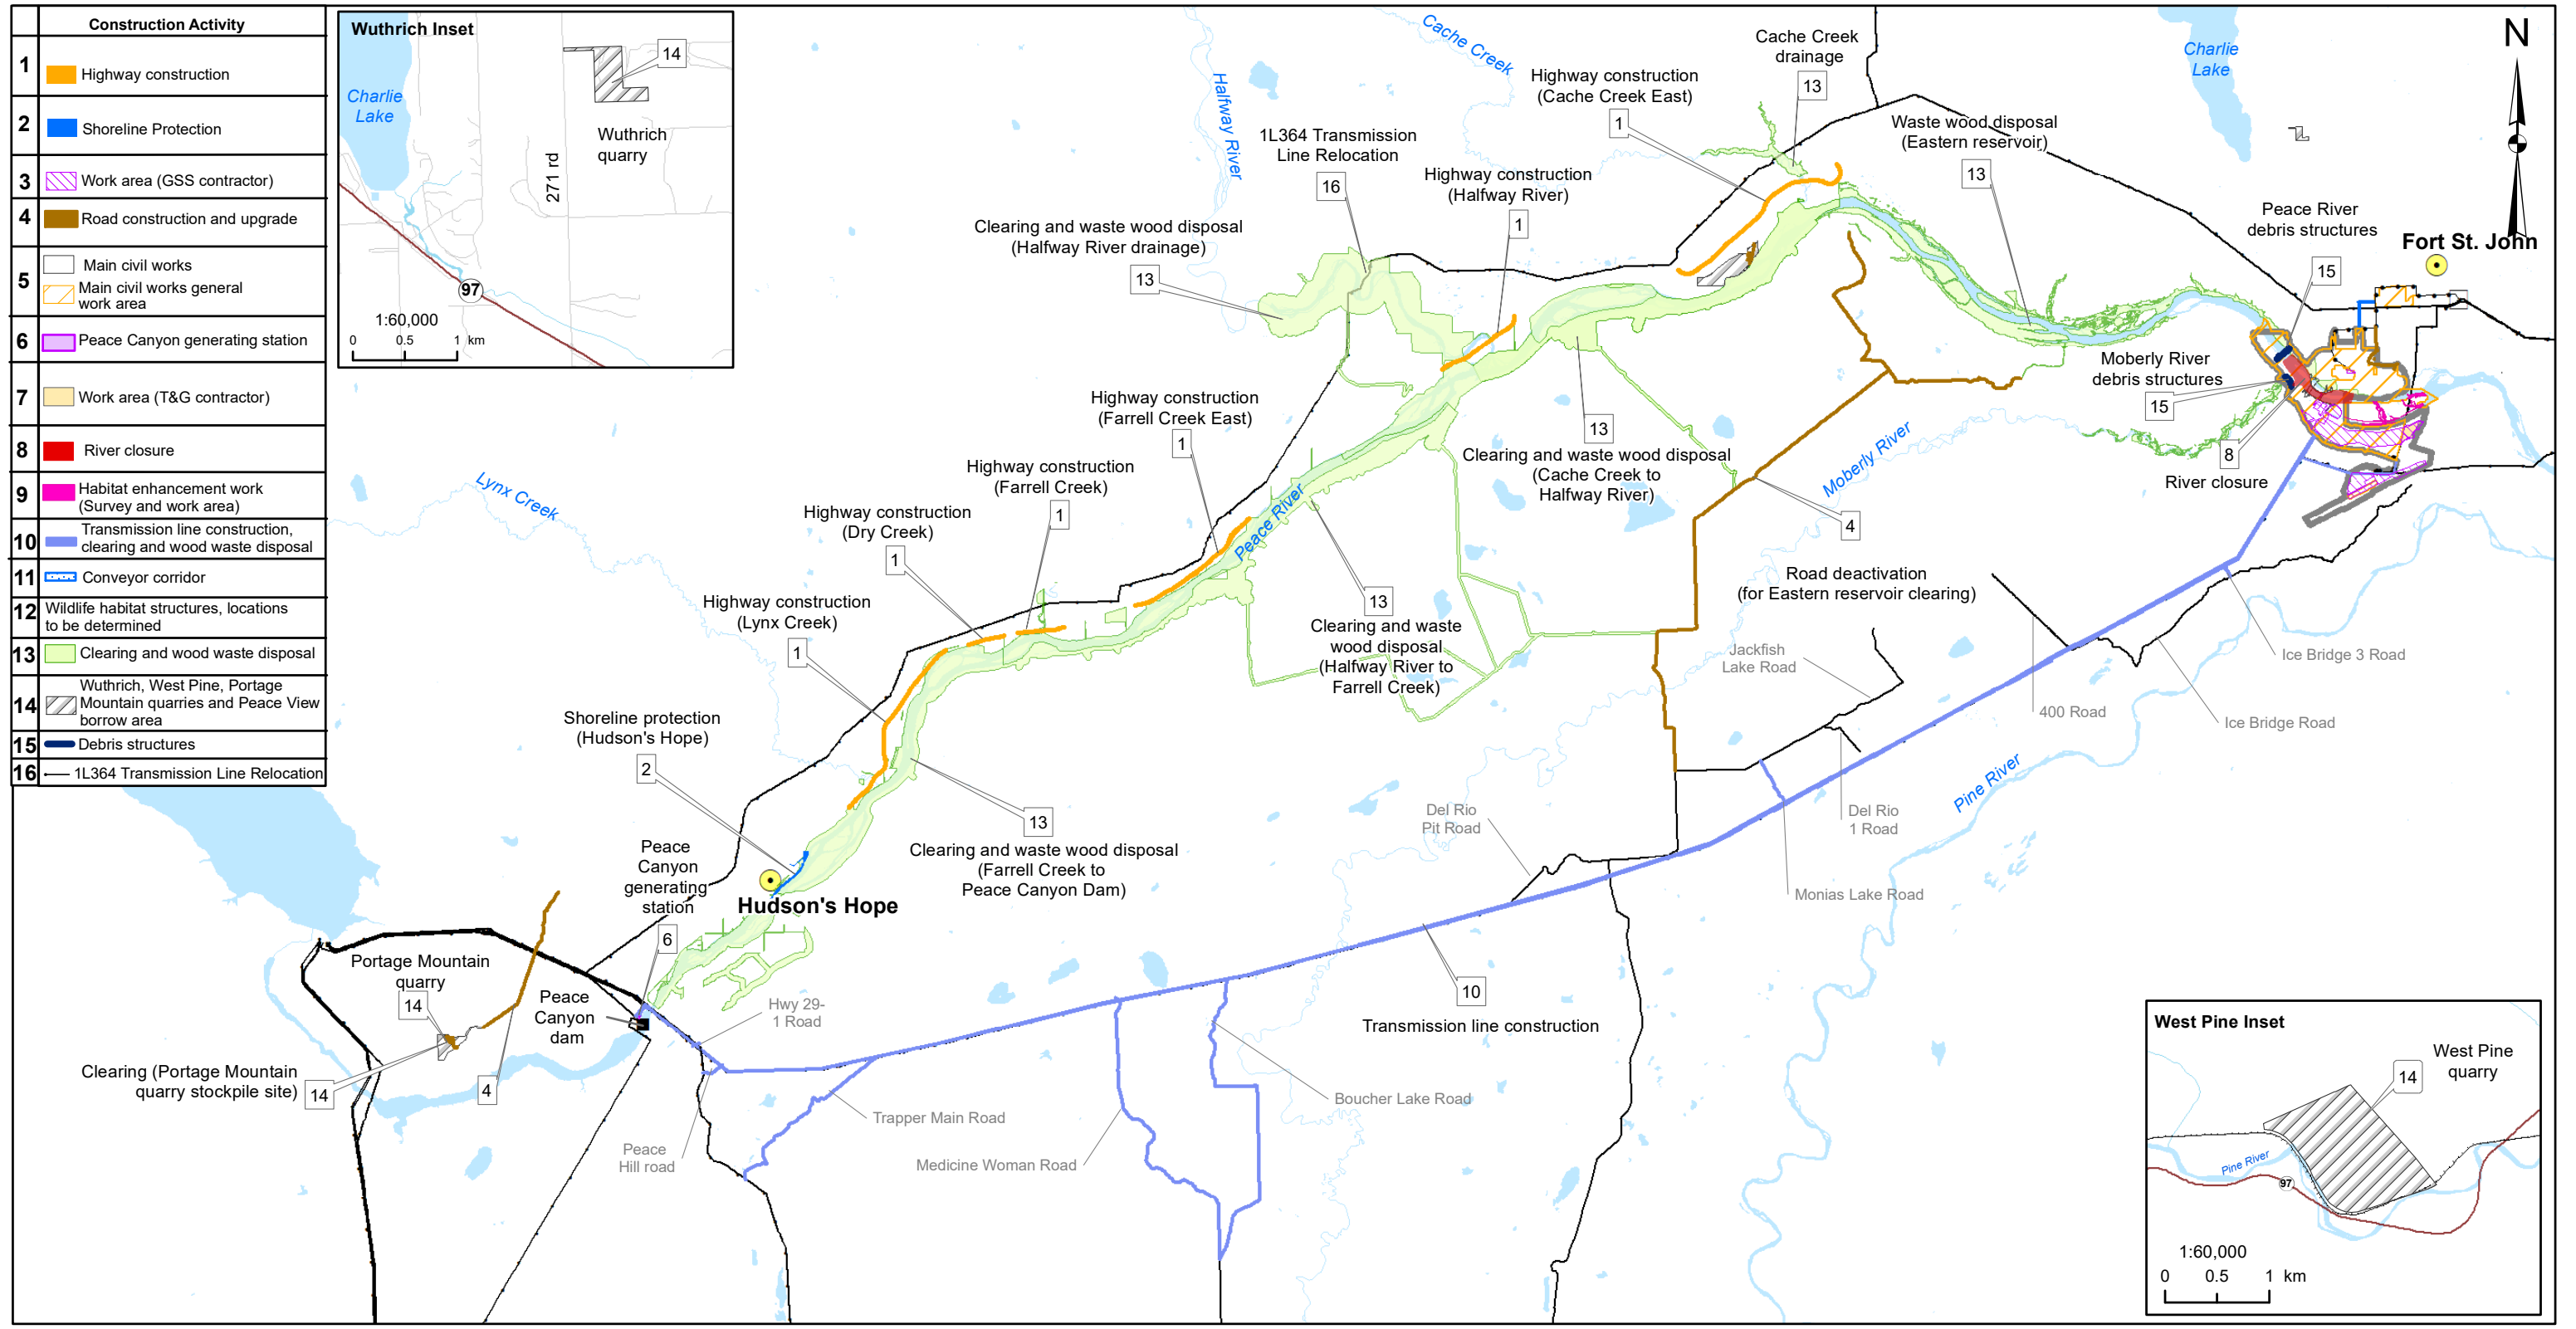 Construction Activity
1 Highway construction
2 Shoreline Protection
3 Work area (GSS contractor)
4 Road construction and upgrade
5 Main civil works
Main civil works general
work area
6 Peace Canyon generating station
7 Work area (T&G contractor)
8 River closure
9 Habitat enhancement work
(Survey and work area)
10 Transmission line construction,
clearing and wood waste disposal
11 Conveyor corridor
12 Wildlife habitat structures, locations
to be determined
13 Clearing and wood waste disposal
14 Wuthrich, West Pine, Portage
Mountain quarries and Peace View
borrow area
15 Debris structures
16 1L364 Transmission Line Relocation
Wuthrich Inset
Charlie
Lake
14
Wuthrich
quarry
271 rd
97
1:60,000
0 0.5 1 km
Cache Creek
Halfway River
Cache Creek
drainage
13
Highway construction
(Cache Creek East)
1
1L364 Transmission
Line Relocation
16
Highway construction
(Halfway River)
1
Clearing and waste wood disposal
(Halfway River drainage)
13
Waste wood disposal
(Eastern reservoir)
13
Charlie
Lake
N
Peace River
debris structures
15
Fort St. John
Moberly River
debris structures
15
8
River closure
Highway construction
(Farrell Creek East)
1
Highway construction
(Farrell Creek)
1
Highway construction
(Dry Creek)
1
Highway construction
(Lynx Creek)
1
Lynx Creek
Peace River
13
Clearing and waste wood disposal
(Cache Creek to
Halfway River)
Moberly River
4
13
Clearing and waste
wood disposal
(Halfway River to
Farrell Creek)
Road deactivation
(for Eastern reservoir clearing)
Jackfish
Lake Road
Ice Bridge 3 Road
400 Road
Ice Bridge Road
Pine River
Shoreline protection
(Hudson's Hope)
2
13
Clearing and waste wood disposal
(Farrell Creek to
Peace Canyon Dam)
Del Rio
Pit Road
Del Rio
1 Road
Monias Lake Road
Peace
Canyon
generating
station
6
Hudson's Hope
Portage Mountain
quarry
14
Peace
Canyon
dam
Hwy 29-
1 Road
10
Transmission line construction
Clearing (Portage Mountain
quarry stockpile site)
14
4
Trapper Main Road
Boucher Lake Road
Peace
Hill road
Medicine Woman Road
West Pine Inset
West Pine
quarry
14
Pine River
97
1:60,000
0 0.5 1 km